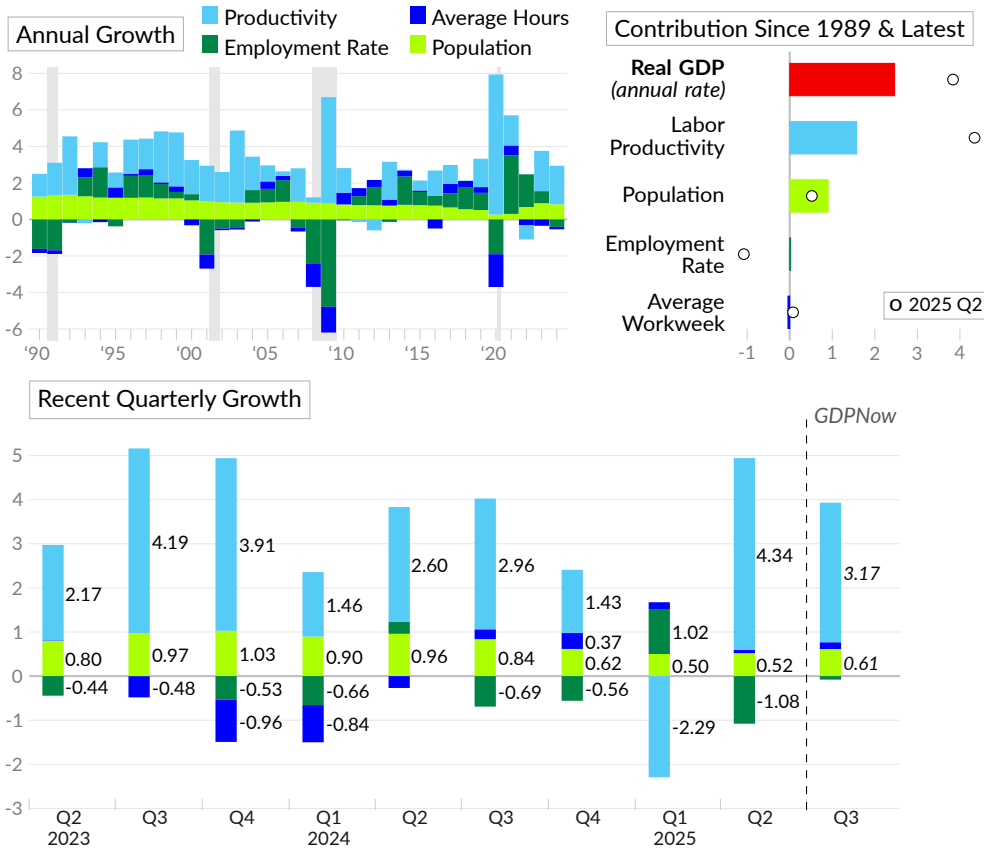 Annual Growth
Productivity
Average Hours
Employment Rate
Population
8
6
4
2
0
-2
-4
-6
'90
'95
'00
'05
'10
'15
'20
Contribution Since 1989 & Latest
Real GDP
(annual rate)
Labor
Productivity
Population
Employment
Rate
Average
Workweek
2025 Q2
-1
0
1
2
3
4
Recent Quarterly Growth
GDPNow
5
4
3
2
1
0
-1
-2
-3
2.17
0.80
-0.44
4.19
0.97
-0.48
3.91
1.03
-0.53
-0.96
1.46
0.90
-0.66
-0.84
2.60
0.96
2.96
0.84
-0.69
1.43
0.37
0.62
-0.56
1.02
0.50
-2.29
4.34
0.52
-1.08
3.17
0.61
Q2
2023
Q3
Q4
Q1
2024
Q2
Q3
Q4
Q1
2025
Q2
Q3